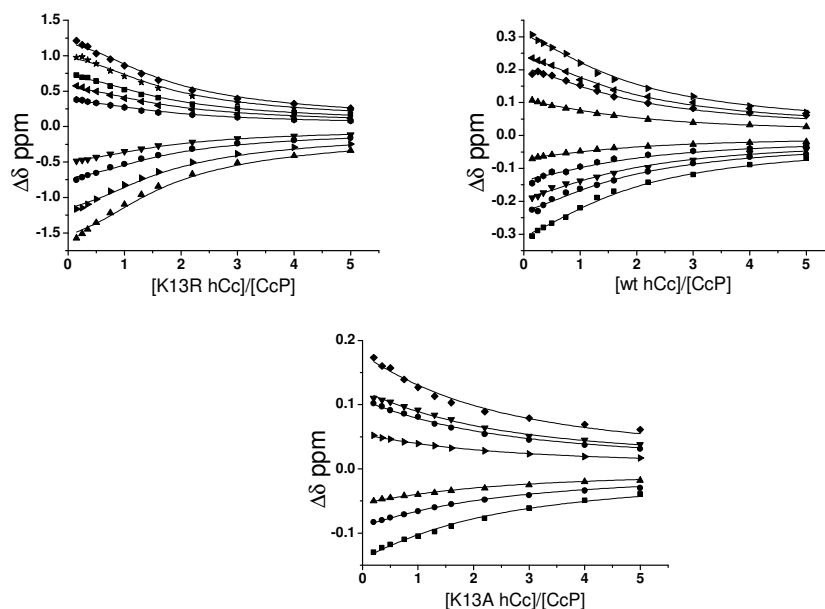 1.5
1.0
0.5
0.0
-0.5
-1.0
-1.5
Δδ ppm
0 1 2 3 4 5
[K13R hCc]/[CcP]
0.3
0.2
0.1
0.0
-0.1
-0.2
-0.3
Δδ ppm
0 1 2 3 4 5
[wt hCc]/[CcP]
0.2
0.1
0.0
-0.1
Δδ ppm
0 1 2 3 4 5
[K13A hCc]/[CcP]